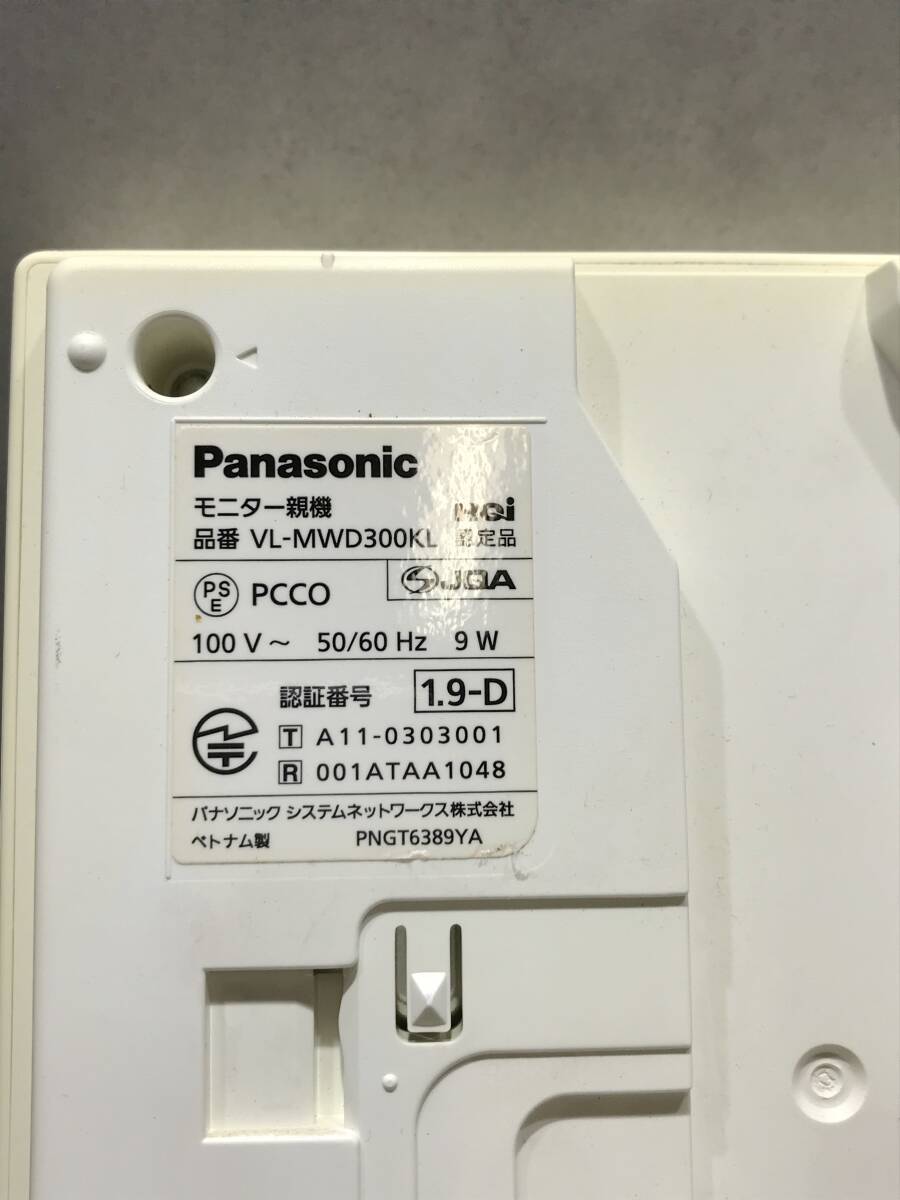 Panasonic
モニター親機
品番 VL-MWD300KL 認定品
PS E PCCO JQA
100 V~ 50/60 Hz 9 W
認証番号 1.9-D
T A11-0303001
R 001ATAA1048
パナソニック システムネットワークス株式会社
ベトナム製 PNGT6389YA